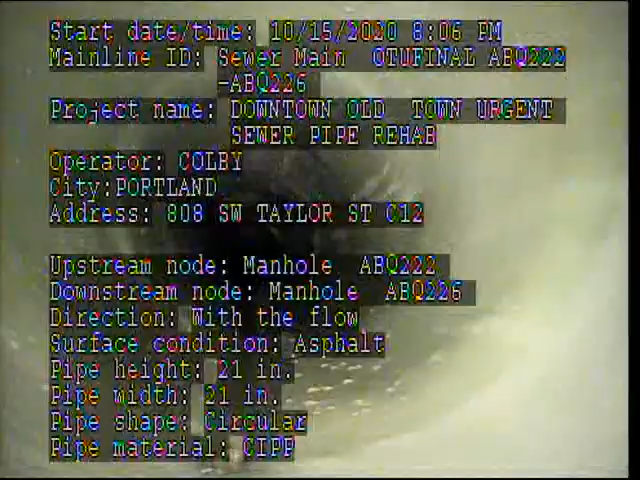 Start date/time: 10/15/2020 8:06 PM
Mainline ID: Sewer Main OTUFINAL ABQ222
-ABQ226
Project name: DOWNTOWN OLD TOWN URGENT
SEWER PIPE REHAB
Operator: COLBY
City:PORTLAND
Address: 808 SW TAYLOR ST C12
Upstream node: Manhole ABQ222
Downstream node: Manhole ABQ226
Direction: With the flow
Surface condition: Asphalt
Pipe height: 21 in.
Pipe width: 21 in.
Pipe shape: Circular
Pipe material: CIPP